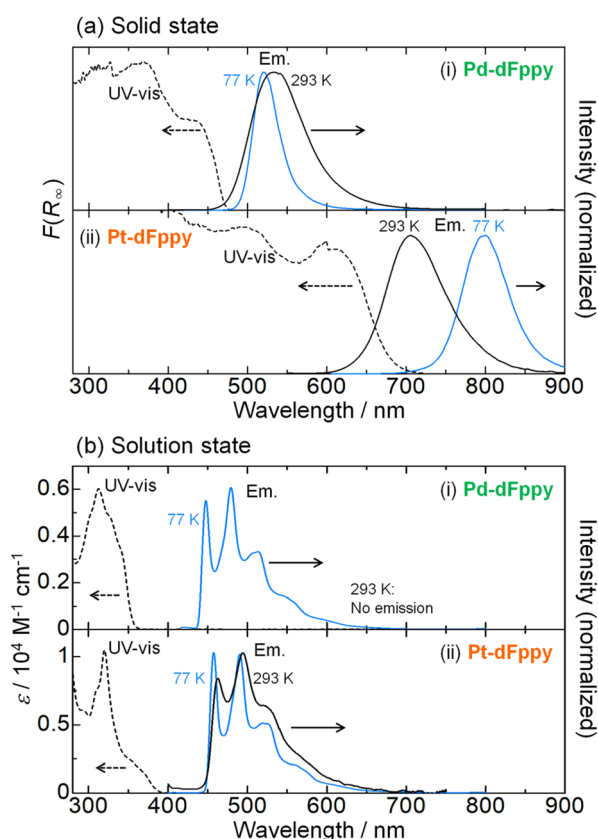 (a) Solid state
Em.
(i) Pd-dFppy
77 K
293 K
UV-vis
F(R∞)
Intensity (normalized)
(ii) Pt-dFppy
293 K
Em.
77 K
UV-vis
300 400 500 600 700 800 900
Wavelength / nm
(b) Solution state
UV-vis
0.6
Em.
(i) Pd-dFppy
77 K
0.4
0.2
293 K:
No emission
0
ε / 10⁴ M⁻¹ cm⁻¹
Intensity (normalized)
UV-vis
Em.
(ii) Pt-dFppy
1
77 K
293 K
0.5
0
300 400 500 600 700 800 900
Wavelength / nm